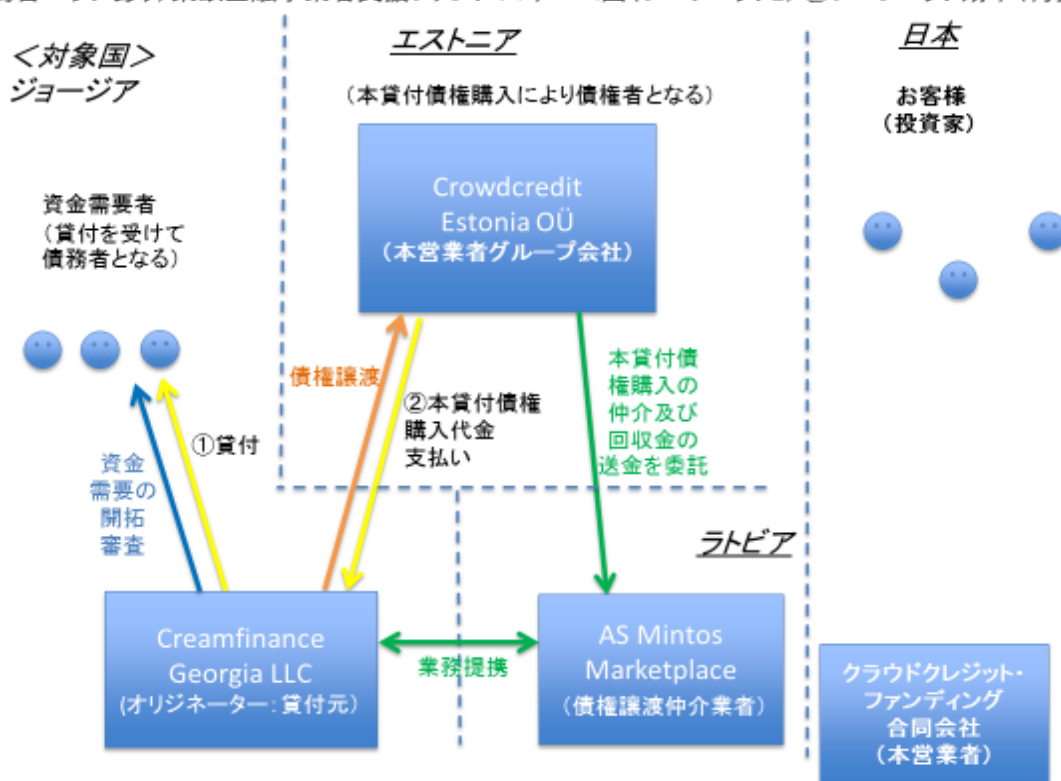 ＜対象国＞
ジョージア
エストニア
日本
（本貸付債権購入により債権者となる）
お客様
（投資家）
Crowdcredit
Estonia OÜ
（本営業者グループ会社）
資金需要者
（貸付を受けて
債務者となる）
債権譲渡
②本貸付債権
購入代金
支払い
本貸付債
権購入の
仲介及び
回収金の
送金を委託
①貸付
資金
需要の
開拓
審査
ラトビア
Creamfinance
Georgia LLC
(オリジネーター：貸付元）
業務提携
AS Mintos
Marketplace
（債権譲渡仲介業者）
クラウドクレジット・
ファンディング
合同会社
（本営業者）